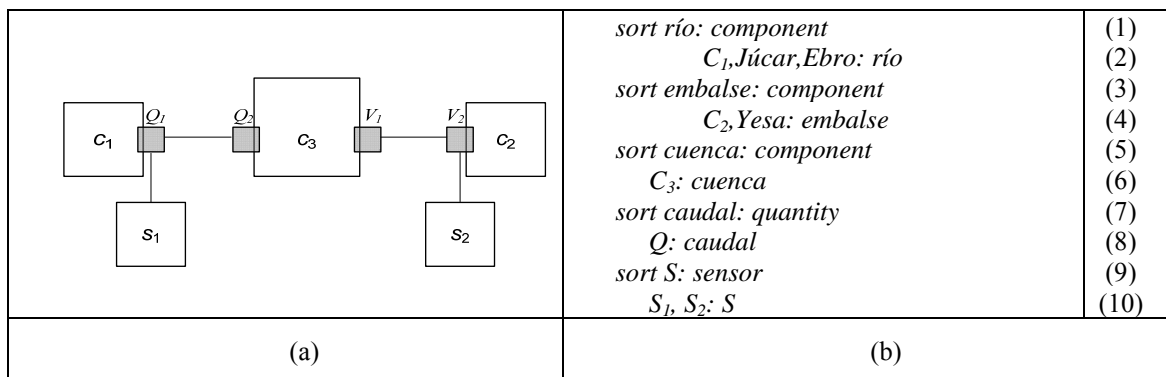 Q1 Q2 V1 V2
c1 c3 c2
s1 s2
(a)
sort río: component (1)
C1,Júcar,Ebro: río (2)
sort embalse: component (3)
C2,Yesa: embalse (4)
sort cuenca: component (5)
C3: cuenca (6)
sort caudal: quantity (7)
Q: caudal (8)
sort S: sensor (9)
S1, S2: S (10)
(b)